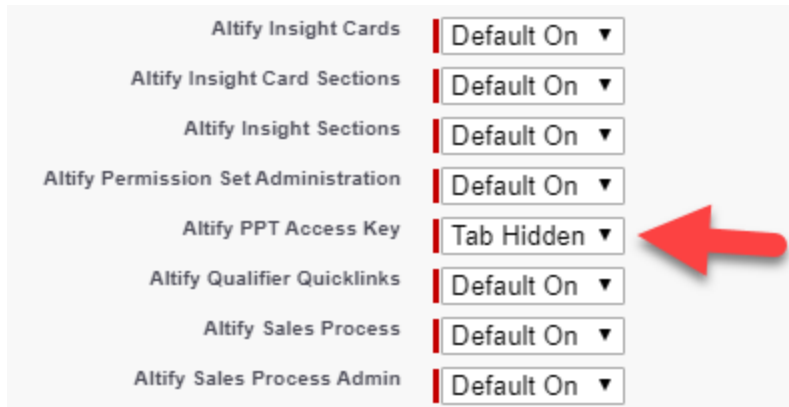 Altify Insight Cards Default On
Altify Insight Card Sections Default On
Altify Insight Sections Default On
Altify Permission Set Administration Default On
Altify PPT Access Key Tab Hidden
Altify Qualifier Quicklinks Default On
Altify Sales Process Default On
Altify Sales Process Admin Default On